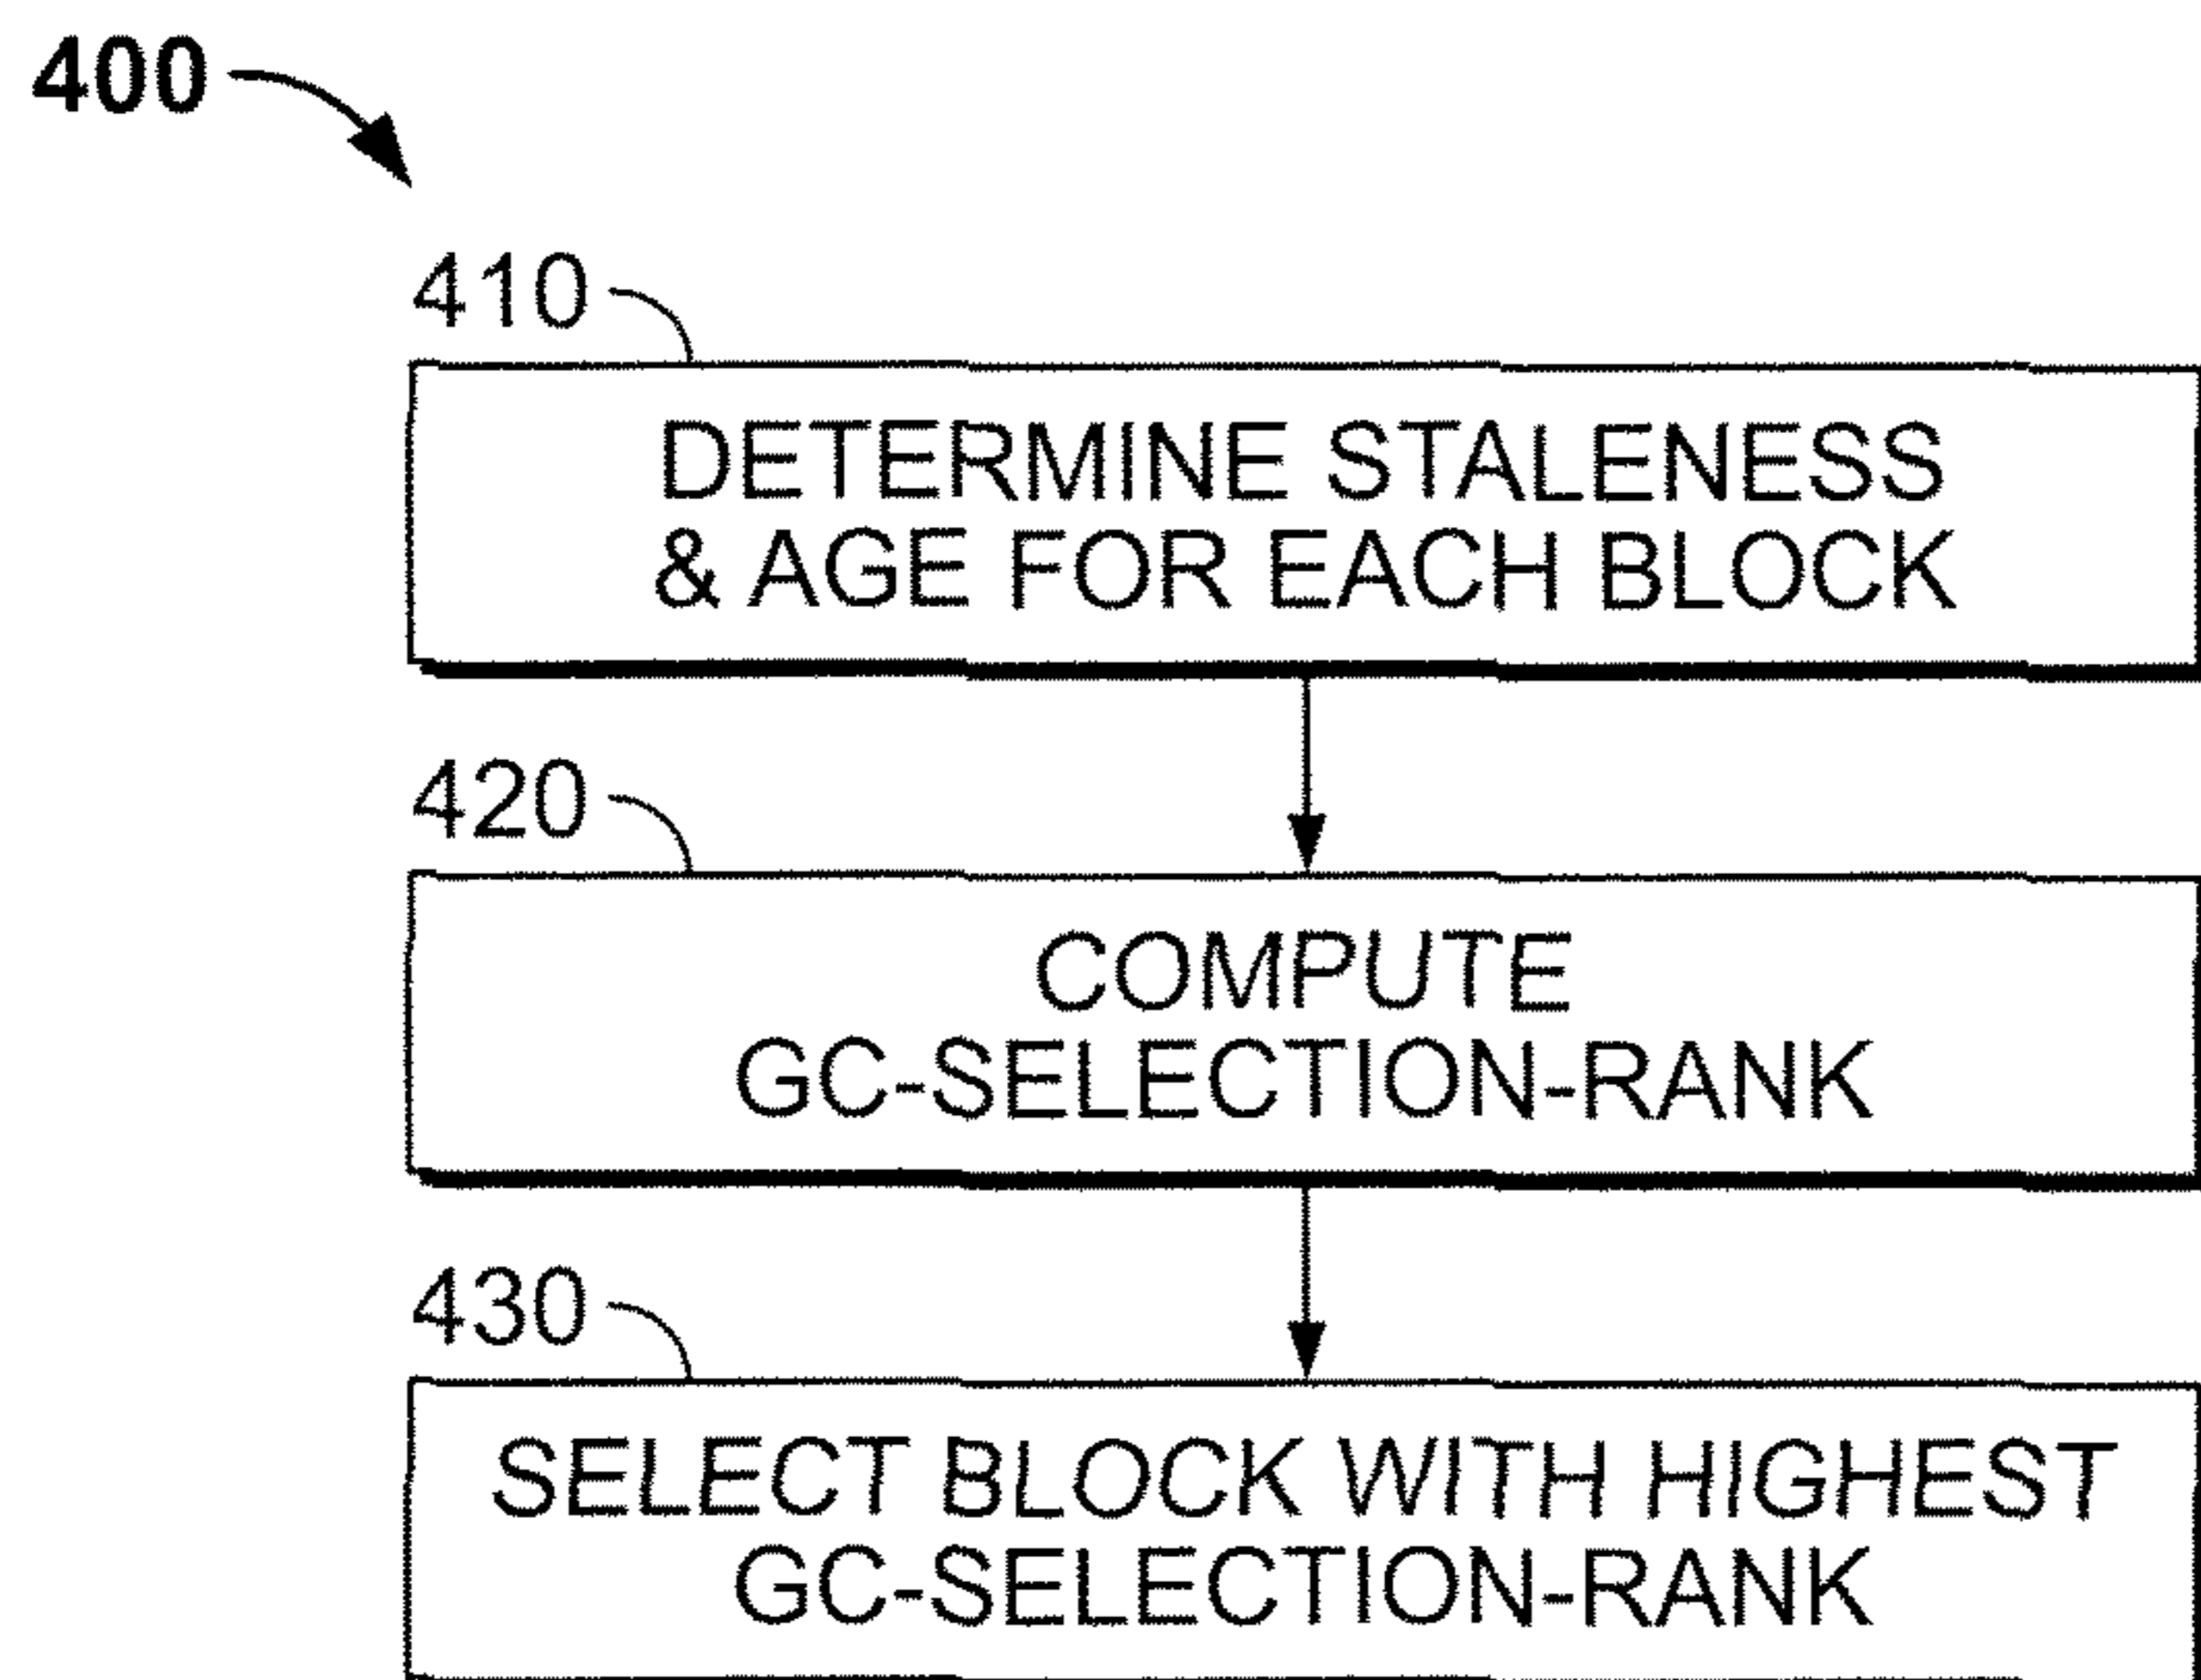 400
410
DETERMINE STALENESS
& AGE FOR EACH BLOCK
420
COMPUTE
GC-SELECTION-RANK
430
SELECT BLOCK WITH HIGHEST
GC-SELECTION-RANK